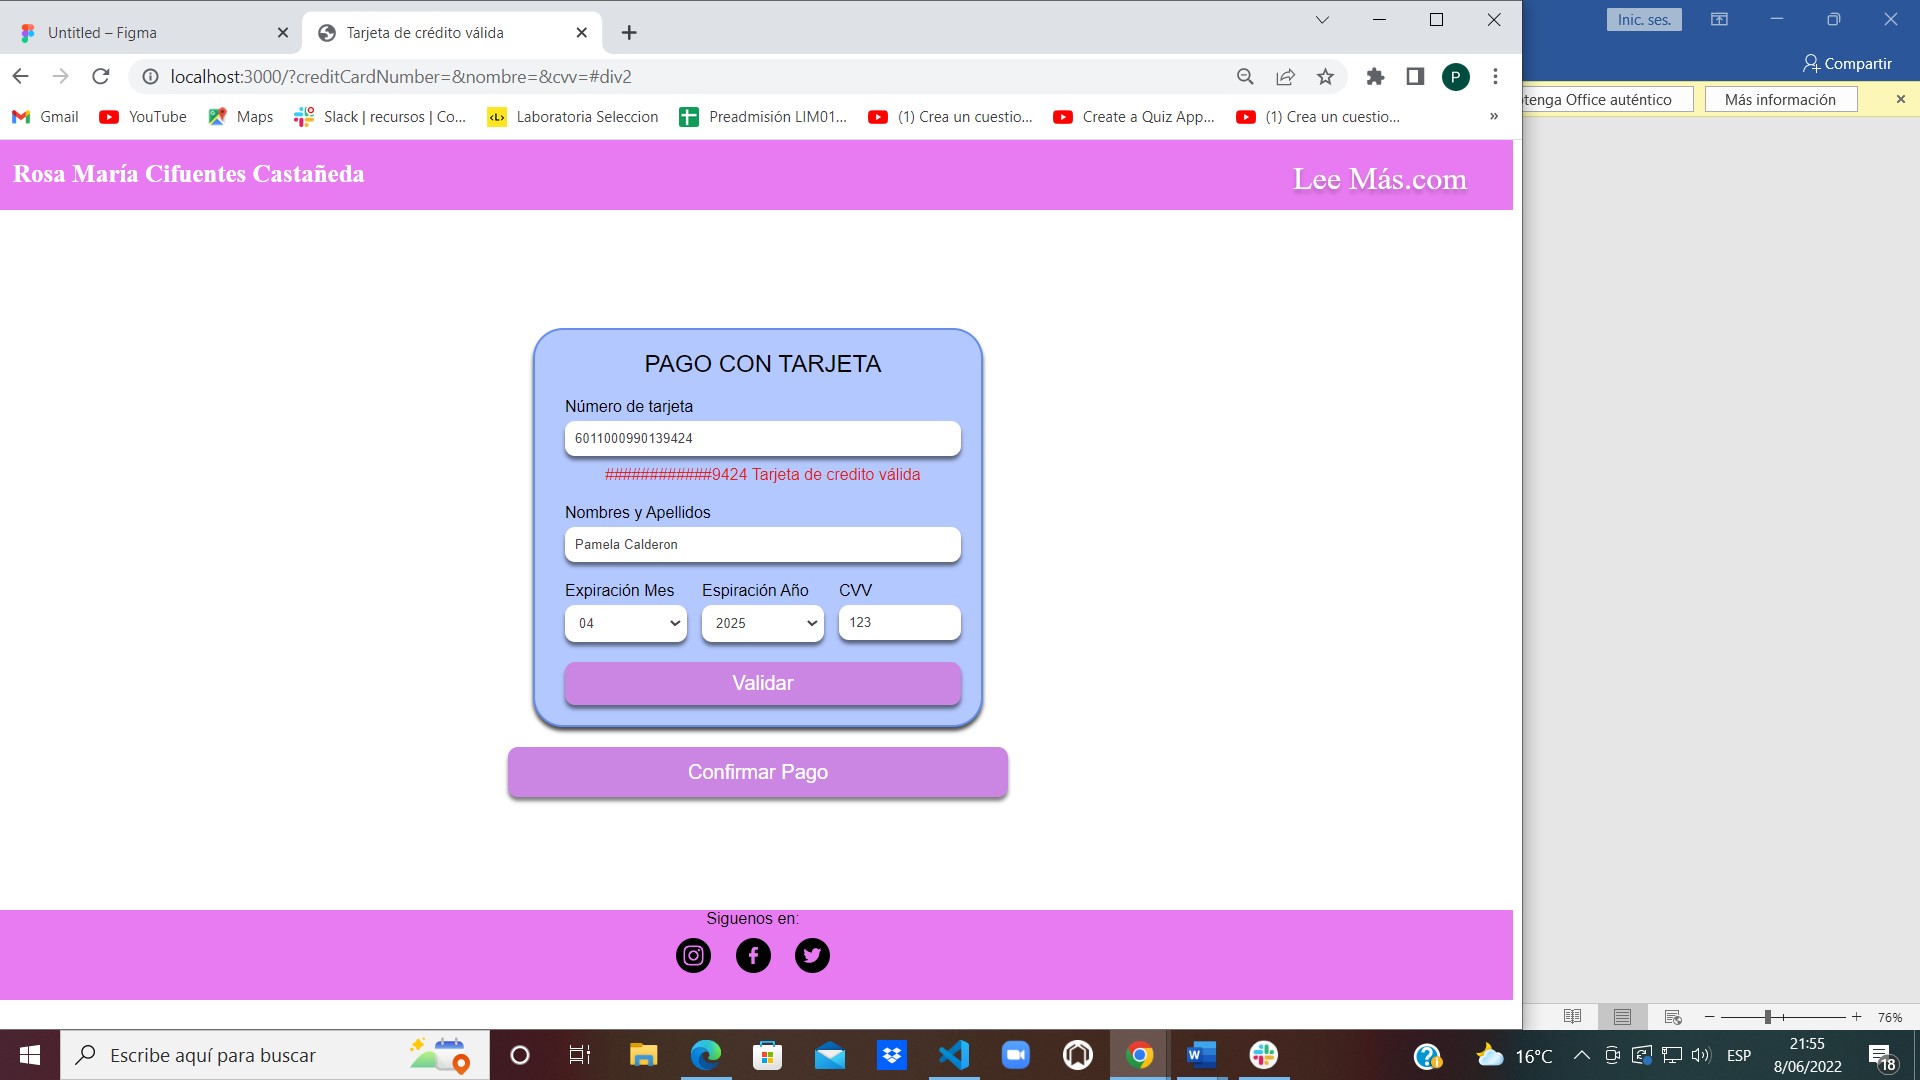 Untitled – Figma
Tarjeta de crédito válida
Inic. ses.
localhost:3000/?creditCardNumber=&nombre=&cvv=#div2
P
Compartir
Gmail
YouTube
Maps
Slack | recursos | Co...
<L>
Laboratoria Seleccion
Preadmisión LIM01...
(1) Crea un cuestio...
Create a Quiz App...
(1) Crea un cuestio...
»
tenga Office auténtico
Más información
Rosa María Cifuentes Castañeda
Lee Más.com
PAGO CON TARJETA
Número de tarjeta
6011000990139424
############9424 Tarjeta de credito válida
Nombres y Apellidos
Pamela Calderon
Expiración Mes
Espiración Año
CVV
04
2025
123
Validar
Confirmar Pago
Siguenos en:
76%
Escribe aquí para buscar
16°C
ESP
21:55
8/06/2022
18